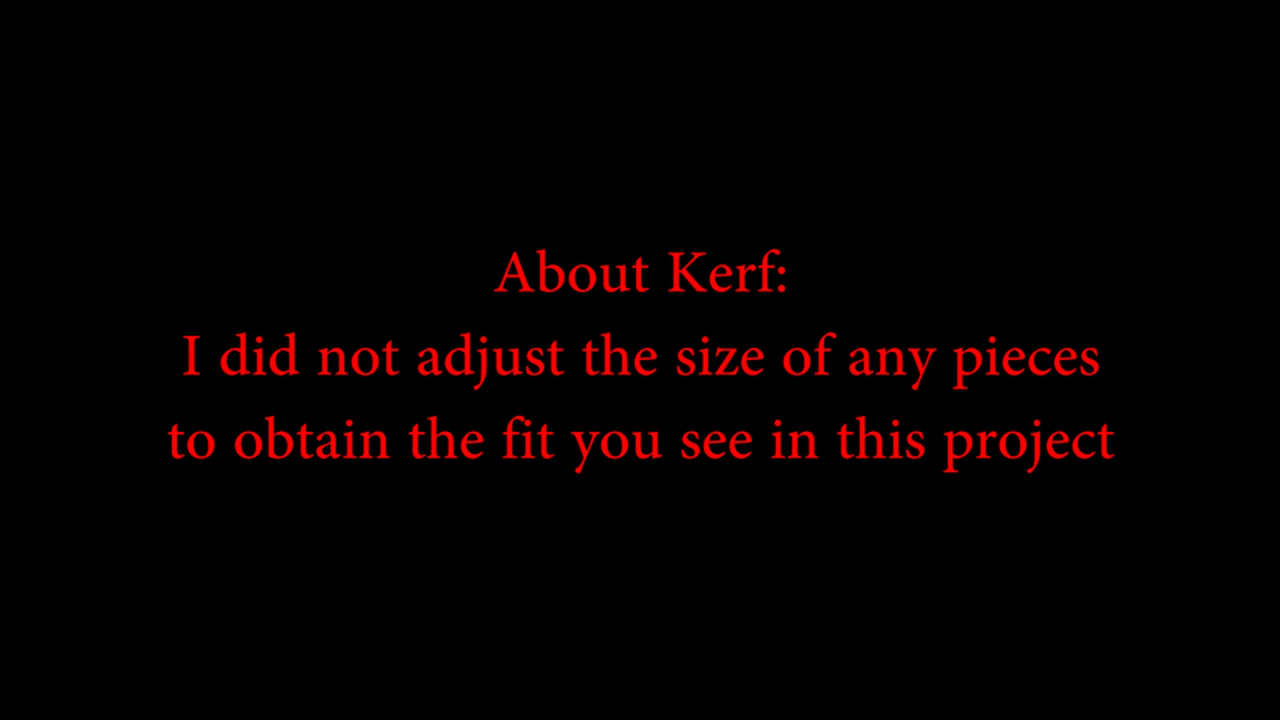 About Kerf:
I did not adjust the size of any pieces
to obtain the fit you see in this project